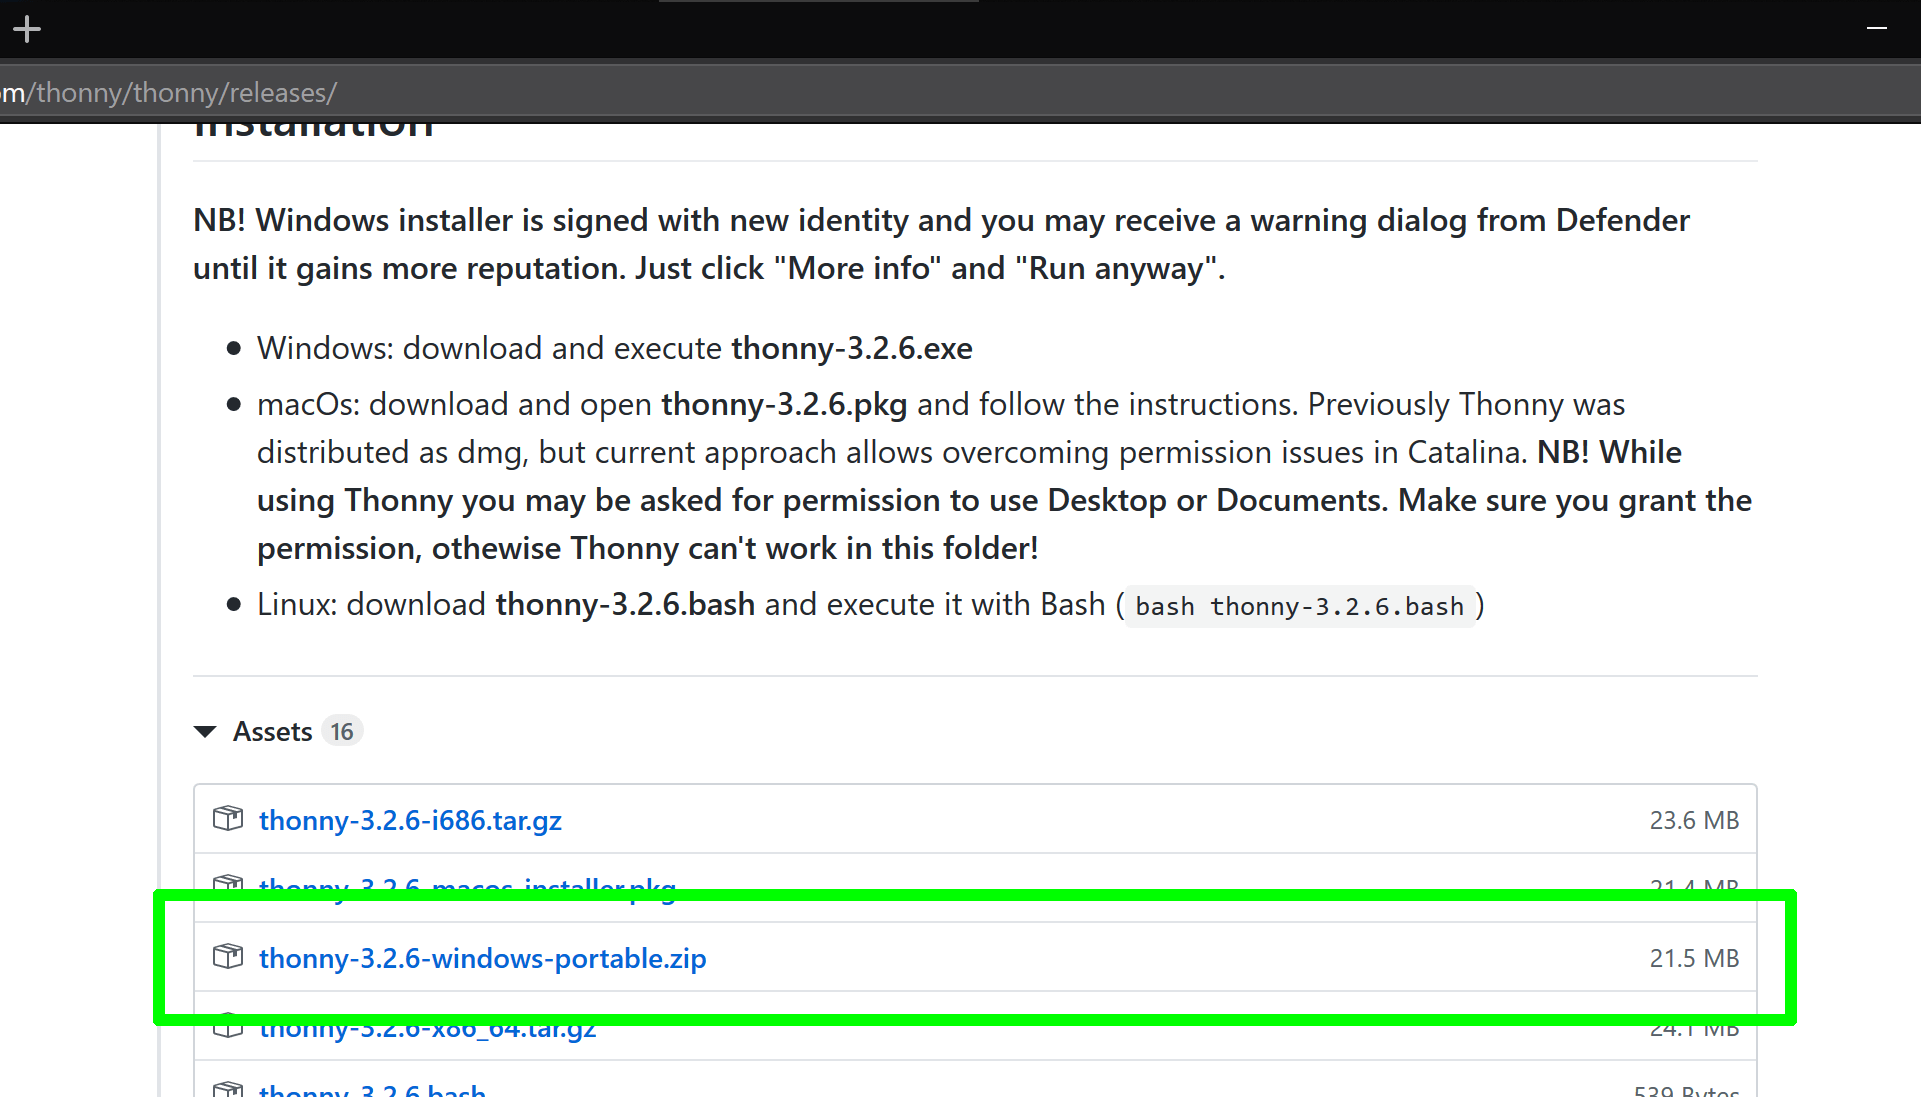 m/thonny/thonny/releases/
Installation
NB! Windows installer is signed with new identity and you may receive a warning dialog from Defender
until it gains more reputation. Just click "More info" and "Run anyway".
Windows: download and execute thonny-3.2.6.exe
macOs: download and open thonny-3.2.6.pkg and follow the instructions. Previously Thonny was
distributed as dmg, but current approach allows overcoming permission issues in Catalina. NB! While
using Thonny you may be asked for permission to use Desktop or Documents. Make sure you grant the
permission, othewise Thonny can't work in this folder!
Linux: download thonny-3.2.6.bash and execute it with Bash ( bash thonny-3.2.6.bash )
Assets 16
thonny-3.2.6-i686.tar.gz 23.6 MB
thonny-3.2.6-macos-installer.pkg 21.4 MB
thonny-3.2.6-windows-portable.zip 21.5 MB
thonny-3.2.6-x86_64.tar.gz 24.1 MB
thonny-3.2.6.bash 539 Bytes